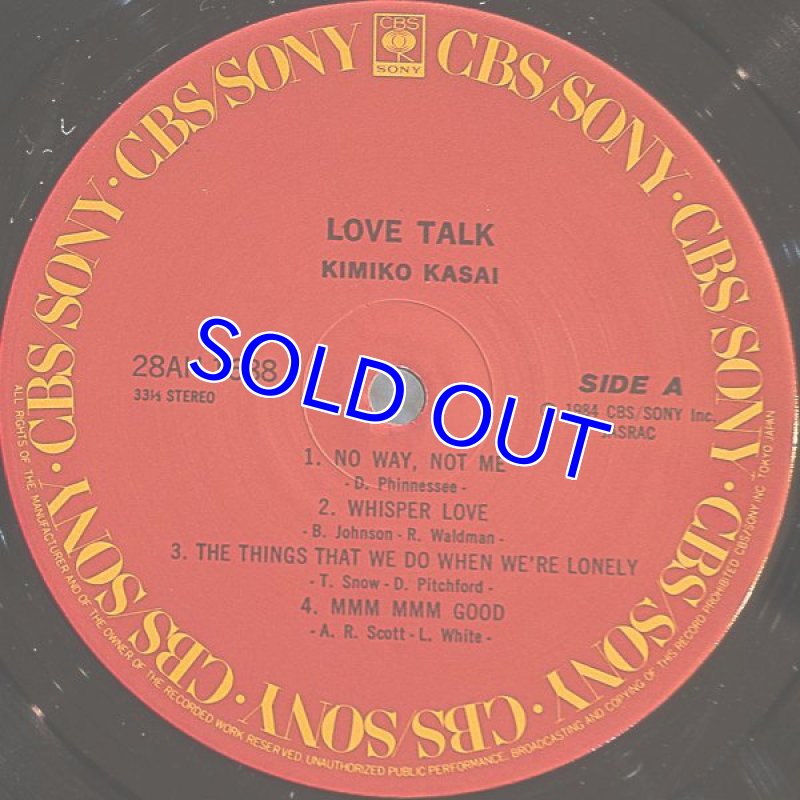 CBS
SONY
CBS/SONY · CBS/SONY · CBS/SONY · CBS/SONY · CBS/SONY · CBS/SONY · CBS/SONY · CBS/SONY
LOVE TALK
KIMIKO KASAI
SOLD OUT
33⅓ STEREO
SIDE A
℗ 1984 CBS/SONY Inc.
JASRAC
1. NO WAY, NOT ME
- D. Phinnessee -
2. WHISPER LOVE
- B. Johnson - R. Waldman -
3. THE THINGS THAT WE DO WHEN WE'RE LONELY
- T. Snow - D. Pitchford -
4. MMM MMM GOOD
- A. R. Scott - L. White -
ALL RIGHTS OF THE MANUFACTURER AND OF THE OWNER OF THE RECORDED WORK RESERVED. UNAUTHORIZED PUBLIC PERFORMANCE, BROADCASTING AND COPYING OF THIS RECORD PROHIBITED CBS/SONY INC. TOKYO JAPAN